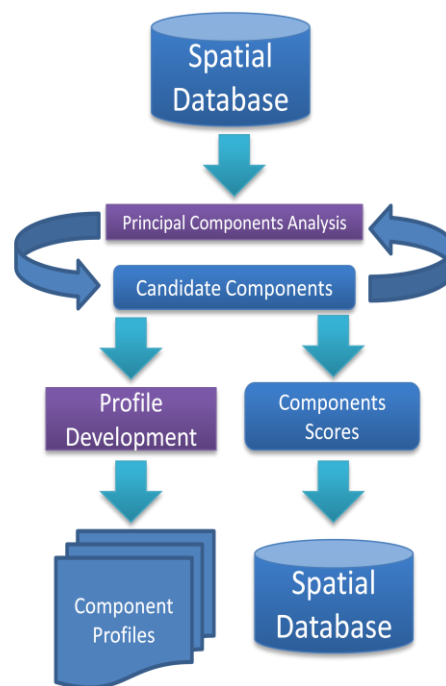 Spatial
Database
Principal Components Analysis
Candidate Components
Profile
Development
Components
Scores
Component
Profiles
Spatial
Database